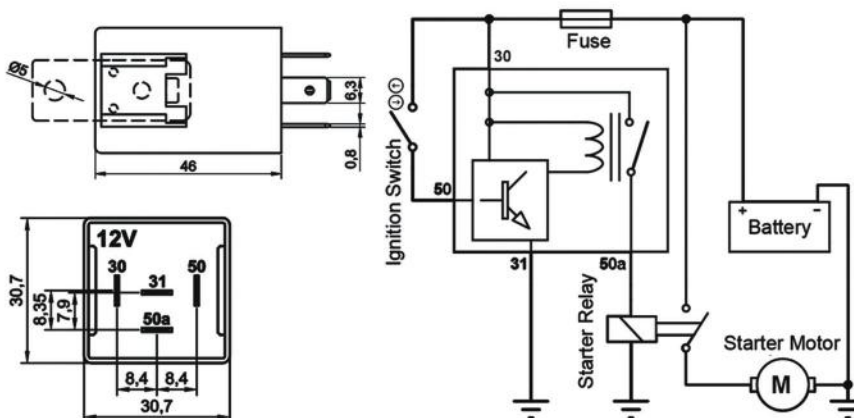 Ø5
6,3
0,8
46
12V
30
31
50
50a
30,7
8,35
7,9
8,4
8,4
30,7
Fuse
30
Ignition Switch
50
31
50a
+
-
Battery
Starter Relay
Starter Motor
M